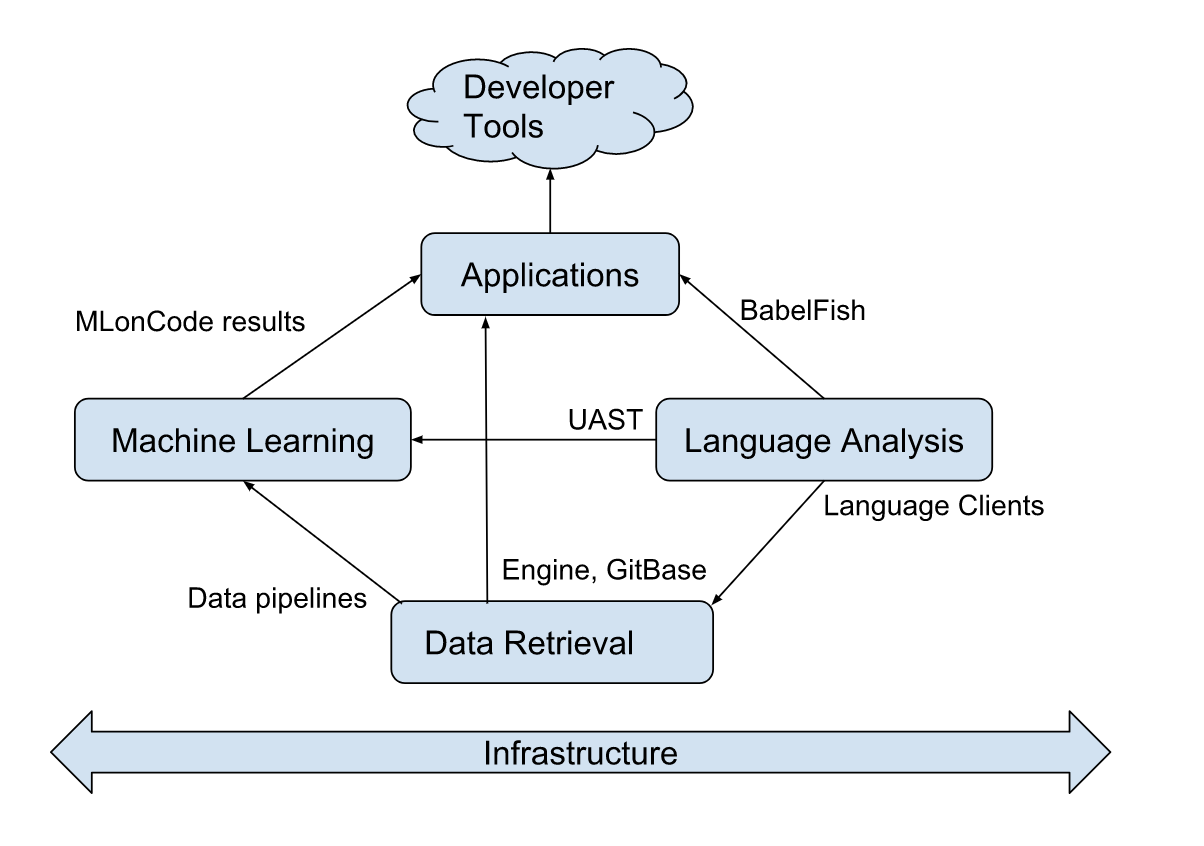 Developer
Tools
Applications
MLonCode results
BabelFish
UAST
Machine Learning
Language Analysis
Language Clients
Engine, GitBase
Data pipelines
Data Retrieval
Infrastructure